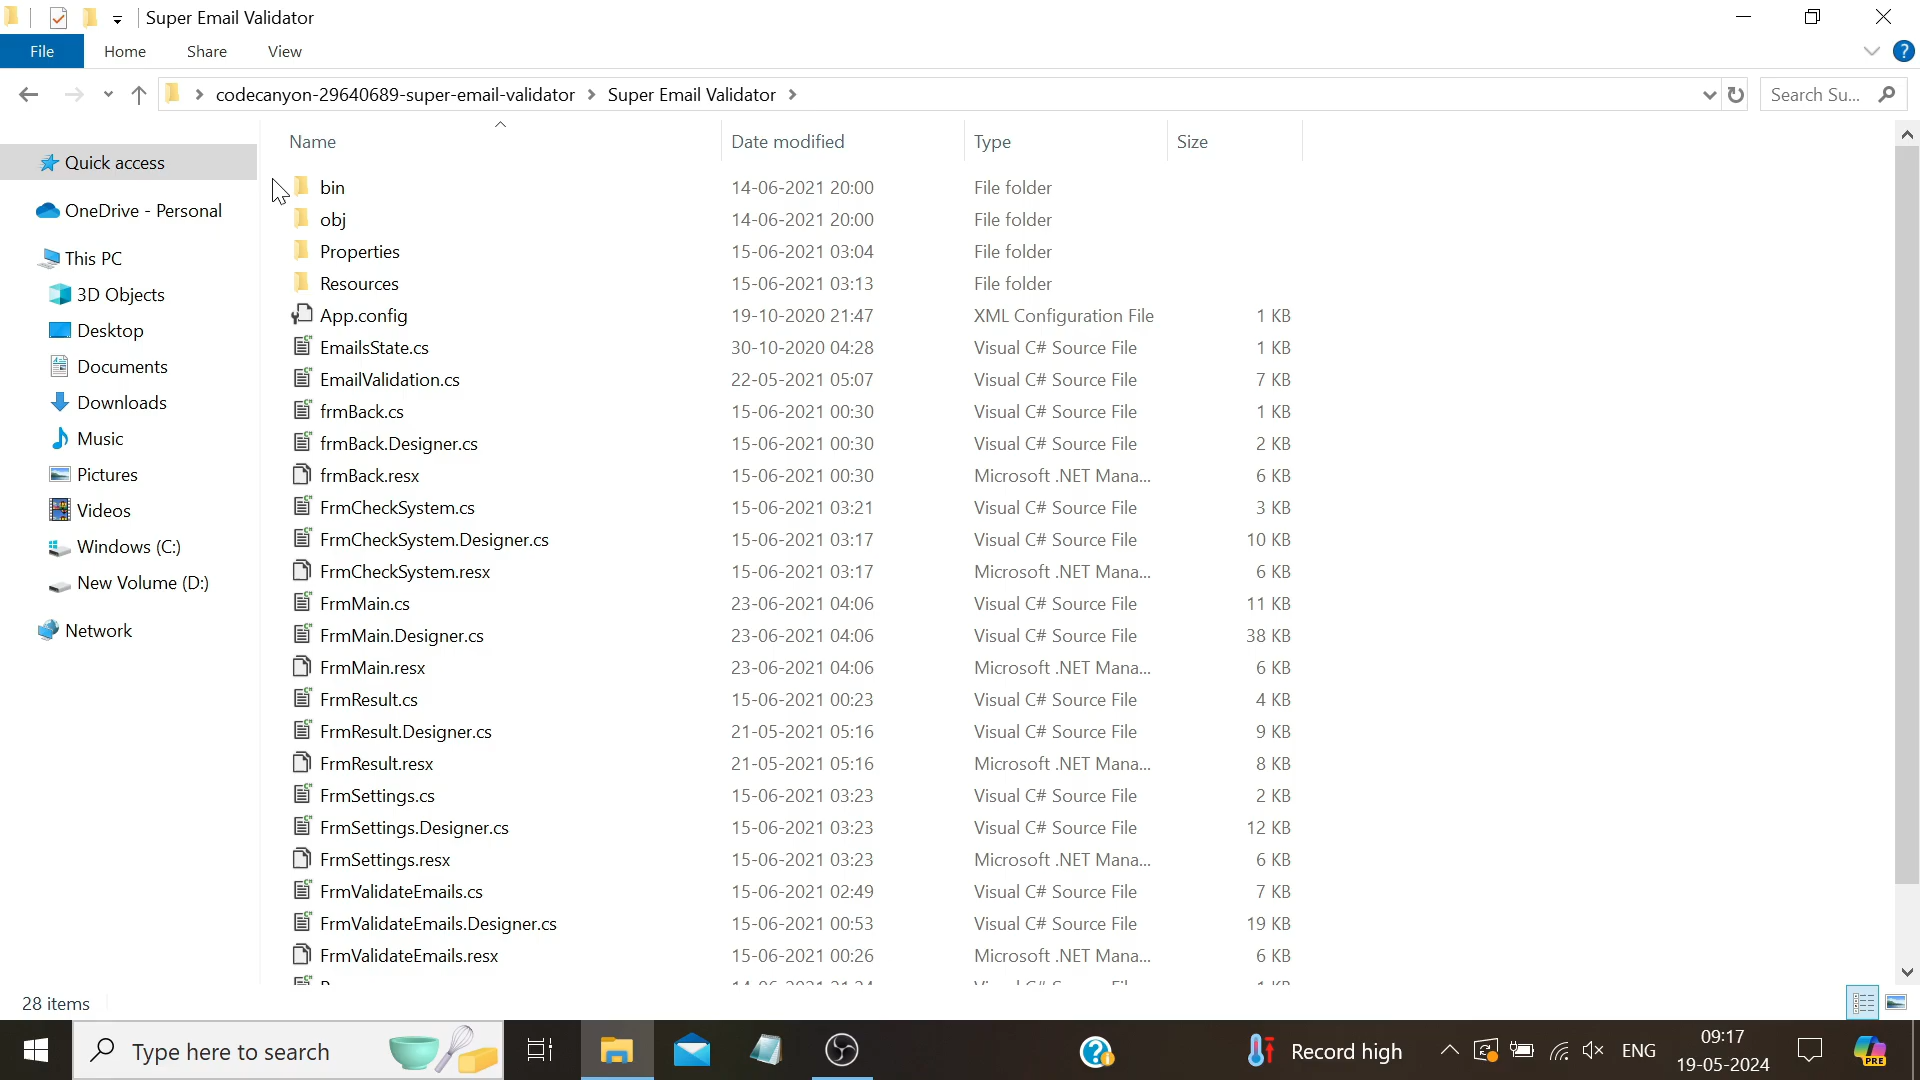 Super Email Validator
File Home Share View
codecanyon-29640689-super-email-validator Super Email Validator
Search Su...
Name Date modified Type Size
Quick access
OneDrive - Personal
This PC
3D Objects
Desktop
Documents
Downloads
Music
Pictures
Videos
Windows (C:)
New Volume (D:)
Network
bin 14-06-2021 20:00 File folder
obj 14-06-2021 20:00 File folder
Properties 15-06-2021 03:04 File folder
Resources 15-06-2021 03:13 File folder
App.config 19-10-2020 21:47 XML Configuration File 1 KB
EmailsState.cs 30-10-2020 04:28 Visual C# Source File 1 KB
EmailValidation.cs 22-05-2021 05:07 Visual C# Source File 7 KB
frmBack.cs 15-06-2021 00:30 Visual C# Source File 1 KB
frmBack.Designer.cs 15-06-2021 00:30 Visual C# Source File 2 KB
frmBack.resx 15-06-2021 00:30 Microsoft .NET Mana... 6 KB
FrmCheckSystem.cs 15-06-2021 03:21 Visual C# Source File 3 KB
FrmCheckSystem.Designer.cs 15-06-2021 03:17 Visual C# Source File 10 KB
FrmCheckSystem.resx 15-06-2021 03:17 Microsoft .NET Mana... 6 KB
FrmMain.cs 23-06-2021 04:06 Visual C# Source File 11 KB
FrmMain.Designer.cs 23-06-2021 04:06 Visual C# Source File 38 KB
FrmMain.resx 23-06-2021 04:06 Microsoft .NET Mana... 6 KB
FrmResult.cs 15-06-2021 00:23 Visual C# Source File 4 KB
FrmResult.Designer.cs 21-05-2021 05:16 Visual C# Source File 9 KB
FrmResult.resx 21-05-2021 05:16 Microsoft .NET Mana... 8 KB
FrmSettings.cs 15-06-2021 03:23 Visual C# Source File 2 KB
FrmSettings.Designer.cs 15-06-2021 03:23 Visual C# Source File 12 KB
FrmSettings.resx 15-06-2021 03:23 Microsoft .NET Mana... 6 KB
FrmValidateEmails.cs 15-06-2021 02:49 Visual C# Source File 7 KB
FrmValidateEmails.Designer.cs 15-06-2021 00:53 Visual C# Source File 19 KB
FrmValidateEmails.resx 15-06-2021 00:26 Microsoft .NET Mana... 6 KB
28 items
Type here to search
Record high
ENG
09:17
19-05-2024
PRE